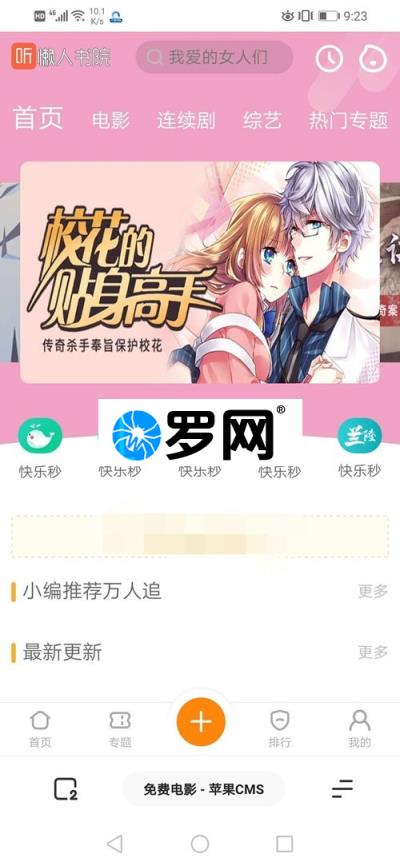 HD 4G 10.1 K/s 9:23
听 懒人书院 我爱的女人们
首页 电影 连续剧 综艺 热门专题
校花的
贴身高手
传奇杀手奉旨保护校花
奇案
罗网®
兰陵
快乐秒 快乐秒 快乐秒 快乐秒 快乐秒
小编推荐万人追 更多
最新更新 更多
首页 专题 排行 我的
2 免费电影 - 苹果CMS